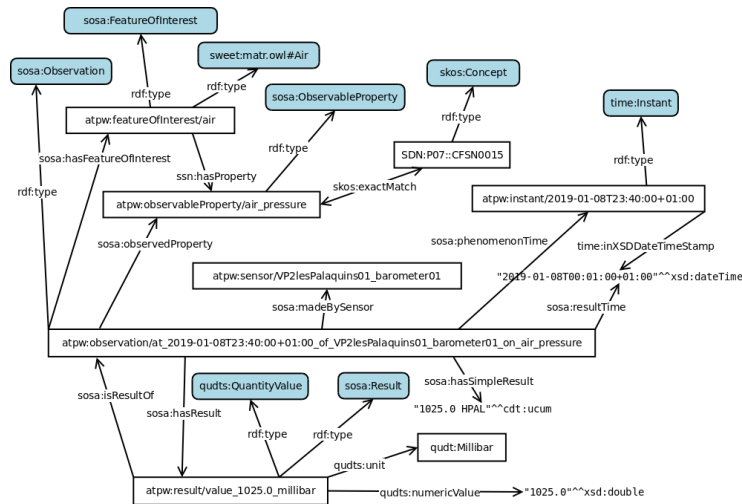 sosa:FeatureOfInterest
sweet:matr.owl#Air
sosa:Observation
skos:Concept
rdf:type
rdf:type
sosa:ObservableProperty
time:Instant
atpw:featureOfInterest/air
rdf:type
sosa:hasFeatureOfInterest
rdf:type
SDN:P07::CFSN0015
rdf:type
ssn:hasProperty
rdf:type
skos:exactMatch
atpw:observableProperty/air_pressure
atpw:instant/2019-01-08T23:40:00+01:00
sosa:observedProperty
sosa:phenomenonTime
time:inXSDDateTimeStamp
atpw:sensor/VP2lesPalaquins01_barometer01
"2019-01-08T00:01:00+01:00"^^xsd:dateTime
sosa:madeBySensor
sosa:resultTime
atpw:observation/at_2019-01-08T23:40:00+01:00_of_VP2lesPalaquins01_barometer01_on_air_pressure
sosa:isResultOf
qudts:QuantityValue
sosa:Result
sosa:hasSimpleResult
sosa:hasResult
"1025.0 HPAL"^^cdt:ucum
rdf:type
rdf:type
qudt:Millibar
qudts:unit
atpw:result/value_1025.0_millibar
qudts:numericValue
"1025.0"^^xsd:double